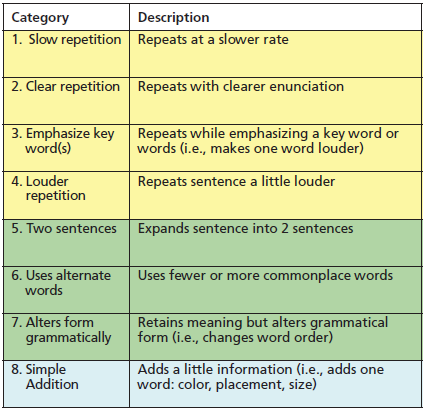 Category Description
1. Slow repetition Repeats at a slower rate
2. Clear repetition Repeats with clearer enunciation
3. Emphasize key Repeats while emphasizing a key word or
word(s) words (i.e., makes one word louder)
4. Louder Repeats sentence a little louder
repetition
5. Two sentences Expands sentence into 2 sentences
6. Uses alternate Uses fewer or more commonplace words
words
7. Alters form Retains meaning but alters grammatical
grammatically form (i.e., changes word order)
8. Simple Adds a little information (i.e., adds one
Addition word: color, placement, size)